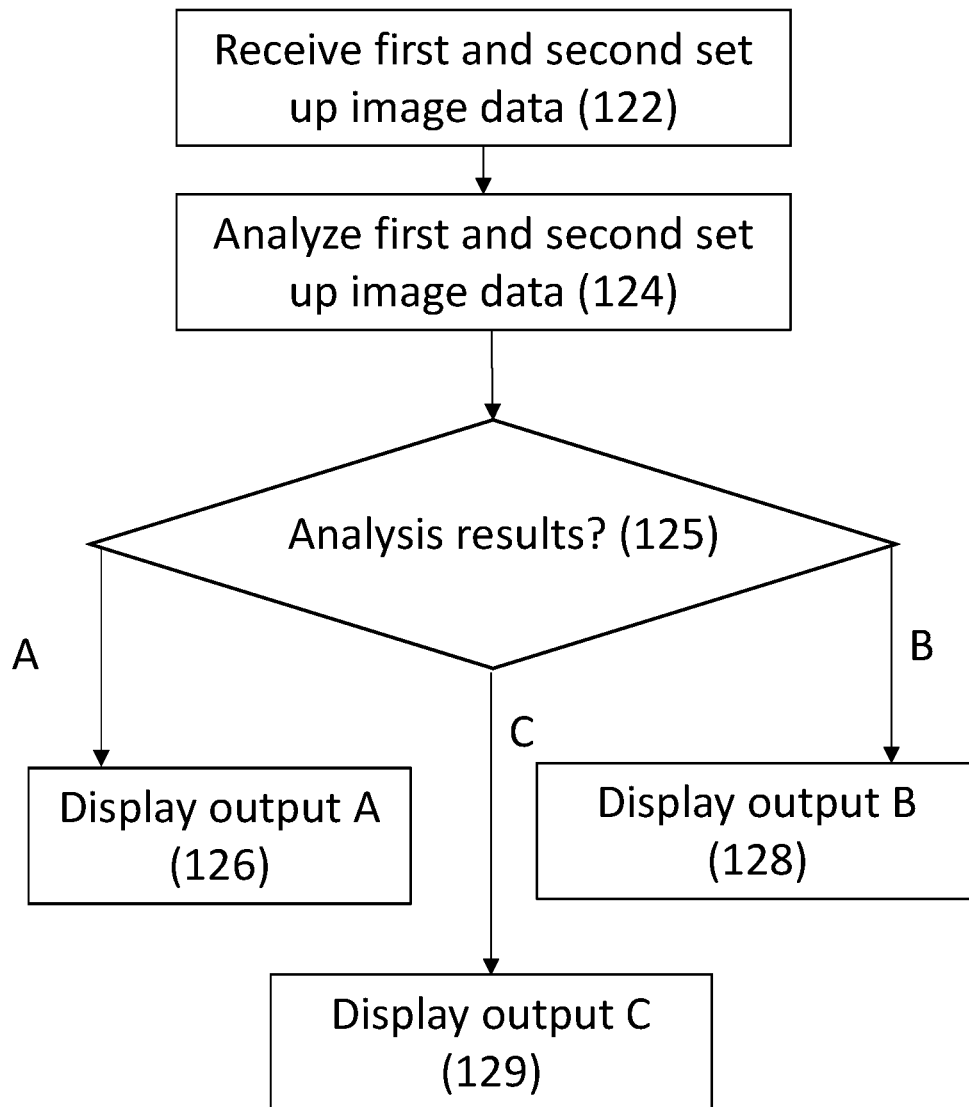 Receive first and second set
up image data (122)
Analyze first and second set
up image data (124)
Analysis results? (125)
A
B
C
Display output A
(126)
Display output B
(128)
Display output C
(129)